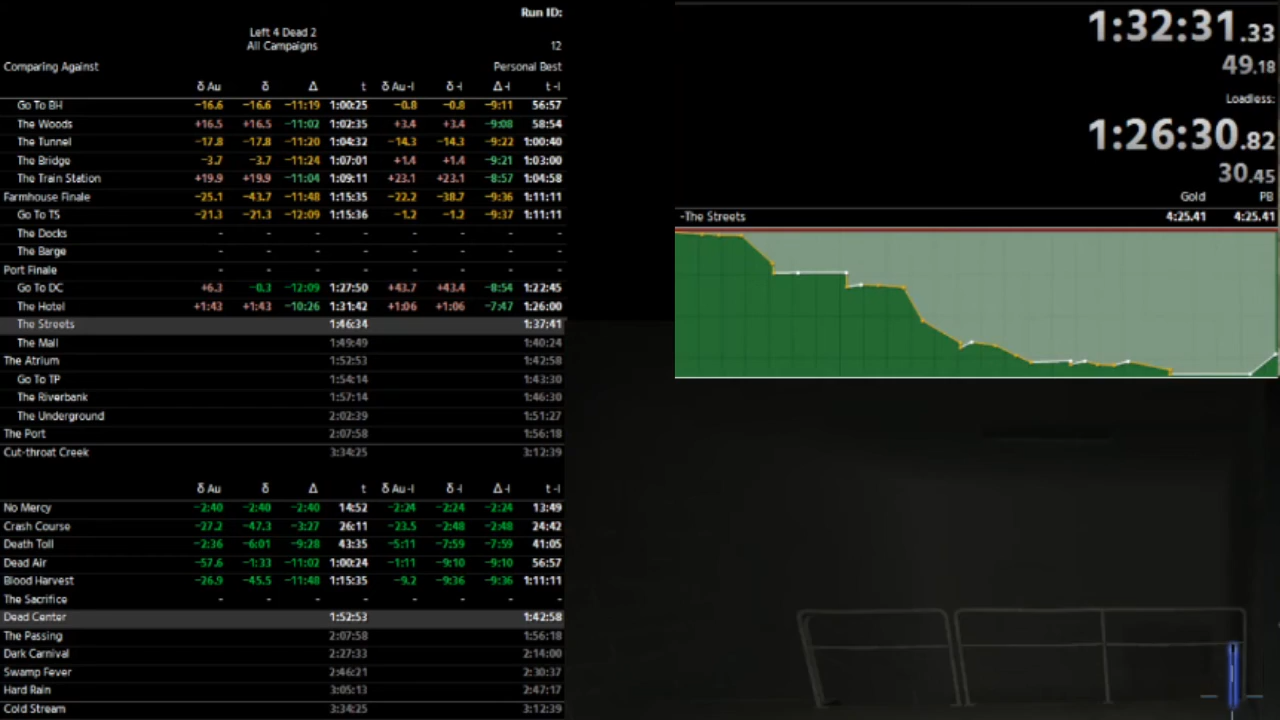 Run ID:
Left 4 Dead 2
All Campaigns
12
Comparing Against Personal Best
δ Au δ Δ t δ Au-l δ -l Δ -l t -l
Go To BH −16.6 −16.6 −11:19 1:00:25 −0.8 −0.8 −9:11 56:57
The Woods +16.5 +16.5 −11:02 1:02:35 +3.4 +3.4 −9:08 58:54
The Tunnel −17.8 −17.8 −11:20 1:04:32 −14.3 −14.3 −9:22 1:00:40
The Bridge −3.7 −3.7 −11:24 1:07:01 +1.4 +1.4 −9:21 1:03:00
The Train Station +19.9 +19.9 −11:04 1:09:11 +23.1 +23.1 −8:57 1:04:58
Farmhouse Finale −25.1 −43.7 −11:48 1:15:35 −22.2 −38.7 −9:36 1:11:11
Go To TS −21.3 −21.3 −12:09 1:15:36 −1.2 −1.2 −9:37 1:11:11
The Docks - - - - - - - -
The Barge - - - - - - - -
Port Finale - - - - - - - -
Go To DC +6.3 −0.3 −12:09 1:27:50 +43.7 +43.4 −8:54 1:22:45
The Hotel +1:43 +1:43 −10:26 1:31:42 +1:06 +1:06 −7:47 1:26:00
The Streets 1:46:34 1:37:41
The Mall 1:49:49 1:40:24
The Atrium 1:52:53 1:42:58
Go To TP 1:54:14 1:43:30
The Riverbank 1:57:14 1:46:30
The Underground 2:02:39 1:51:27
The Port 2:07:58 1:56:18
Cut-throat Creek 3:34:25 3:12:39
δ Au δ Δ t δ Au-l δ -l Δ -l t -l
No Mercy −2:40 −2:40 −2:40 14:52 −2:24 −2:24 −2:24 13:49
Crash Course −27.2 −47.3 −3:27 26:11 −23.5 −2:48 −2:48 24:42
Death Toll −2:36 −6:01 −9:28 43:35 −5:11 −7:59 −7:59 41:05
Dead Air −57.6 −1:33 −11:02 1:00:24 −1:11 −9:10 −9:10 56:57
Blood Harvest −26.9 −45.5 −11:48 1:15:35 −9.2 −9:36 −9:36 1:11:11
The Sacrifice - - - - - - - -
Dead Center 1:52:53 1:42:58
The Passing 2:07:58 1:56:18
Dark Carnival 2:27:33 2:14:00
Swamp Fever 2:46:21 2:30:37
Hard Rain 3:05:13 2:47:17
Cold Stream 3:34:25 3:12:39
1:32:31.33
49.18
Loadless:
1:26:30.82
30.45
Gold PB
-The Streets 4:25.41 4:25.41